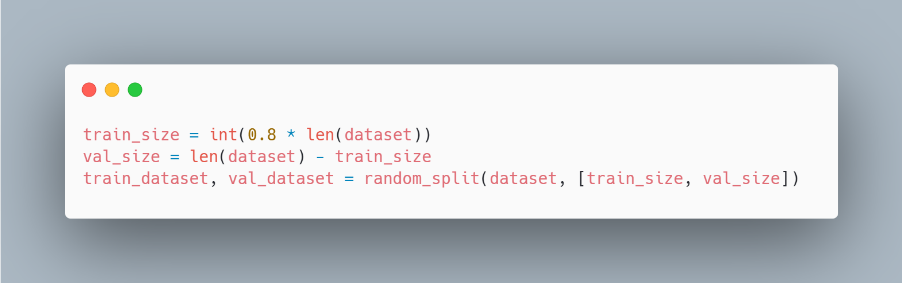 train_size = int(0.8 * len(dataset))
val_size = len(dataset) - train_size
train_dataset, val_dataset = random_split(dataset, [train_size, val_size])